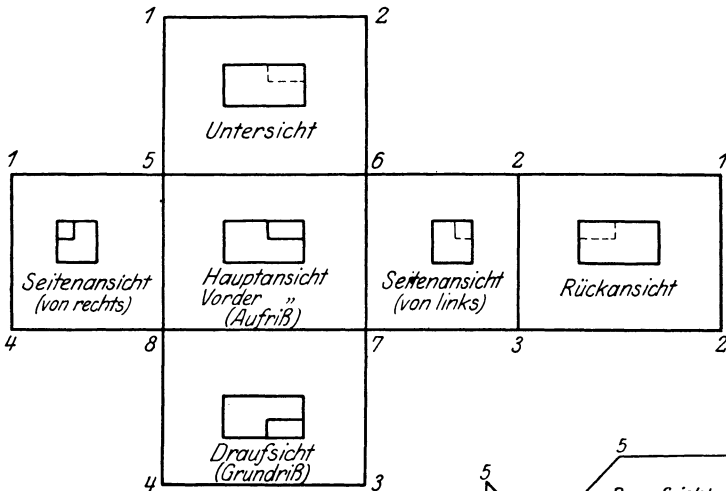 1 2
Untersicht
1 5 6 2 1
Seitenansicht
(von rechts)
Hauptansicht
Vorder „
(Aufriß)
Seitenansicht
(von links)
Rückansicht
4 8 7 3 2
Draufsicht
(Grundriß)
4 3
5
5